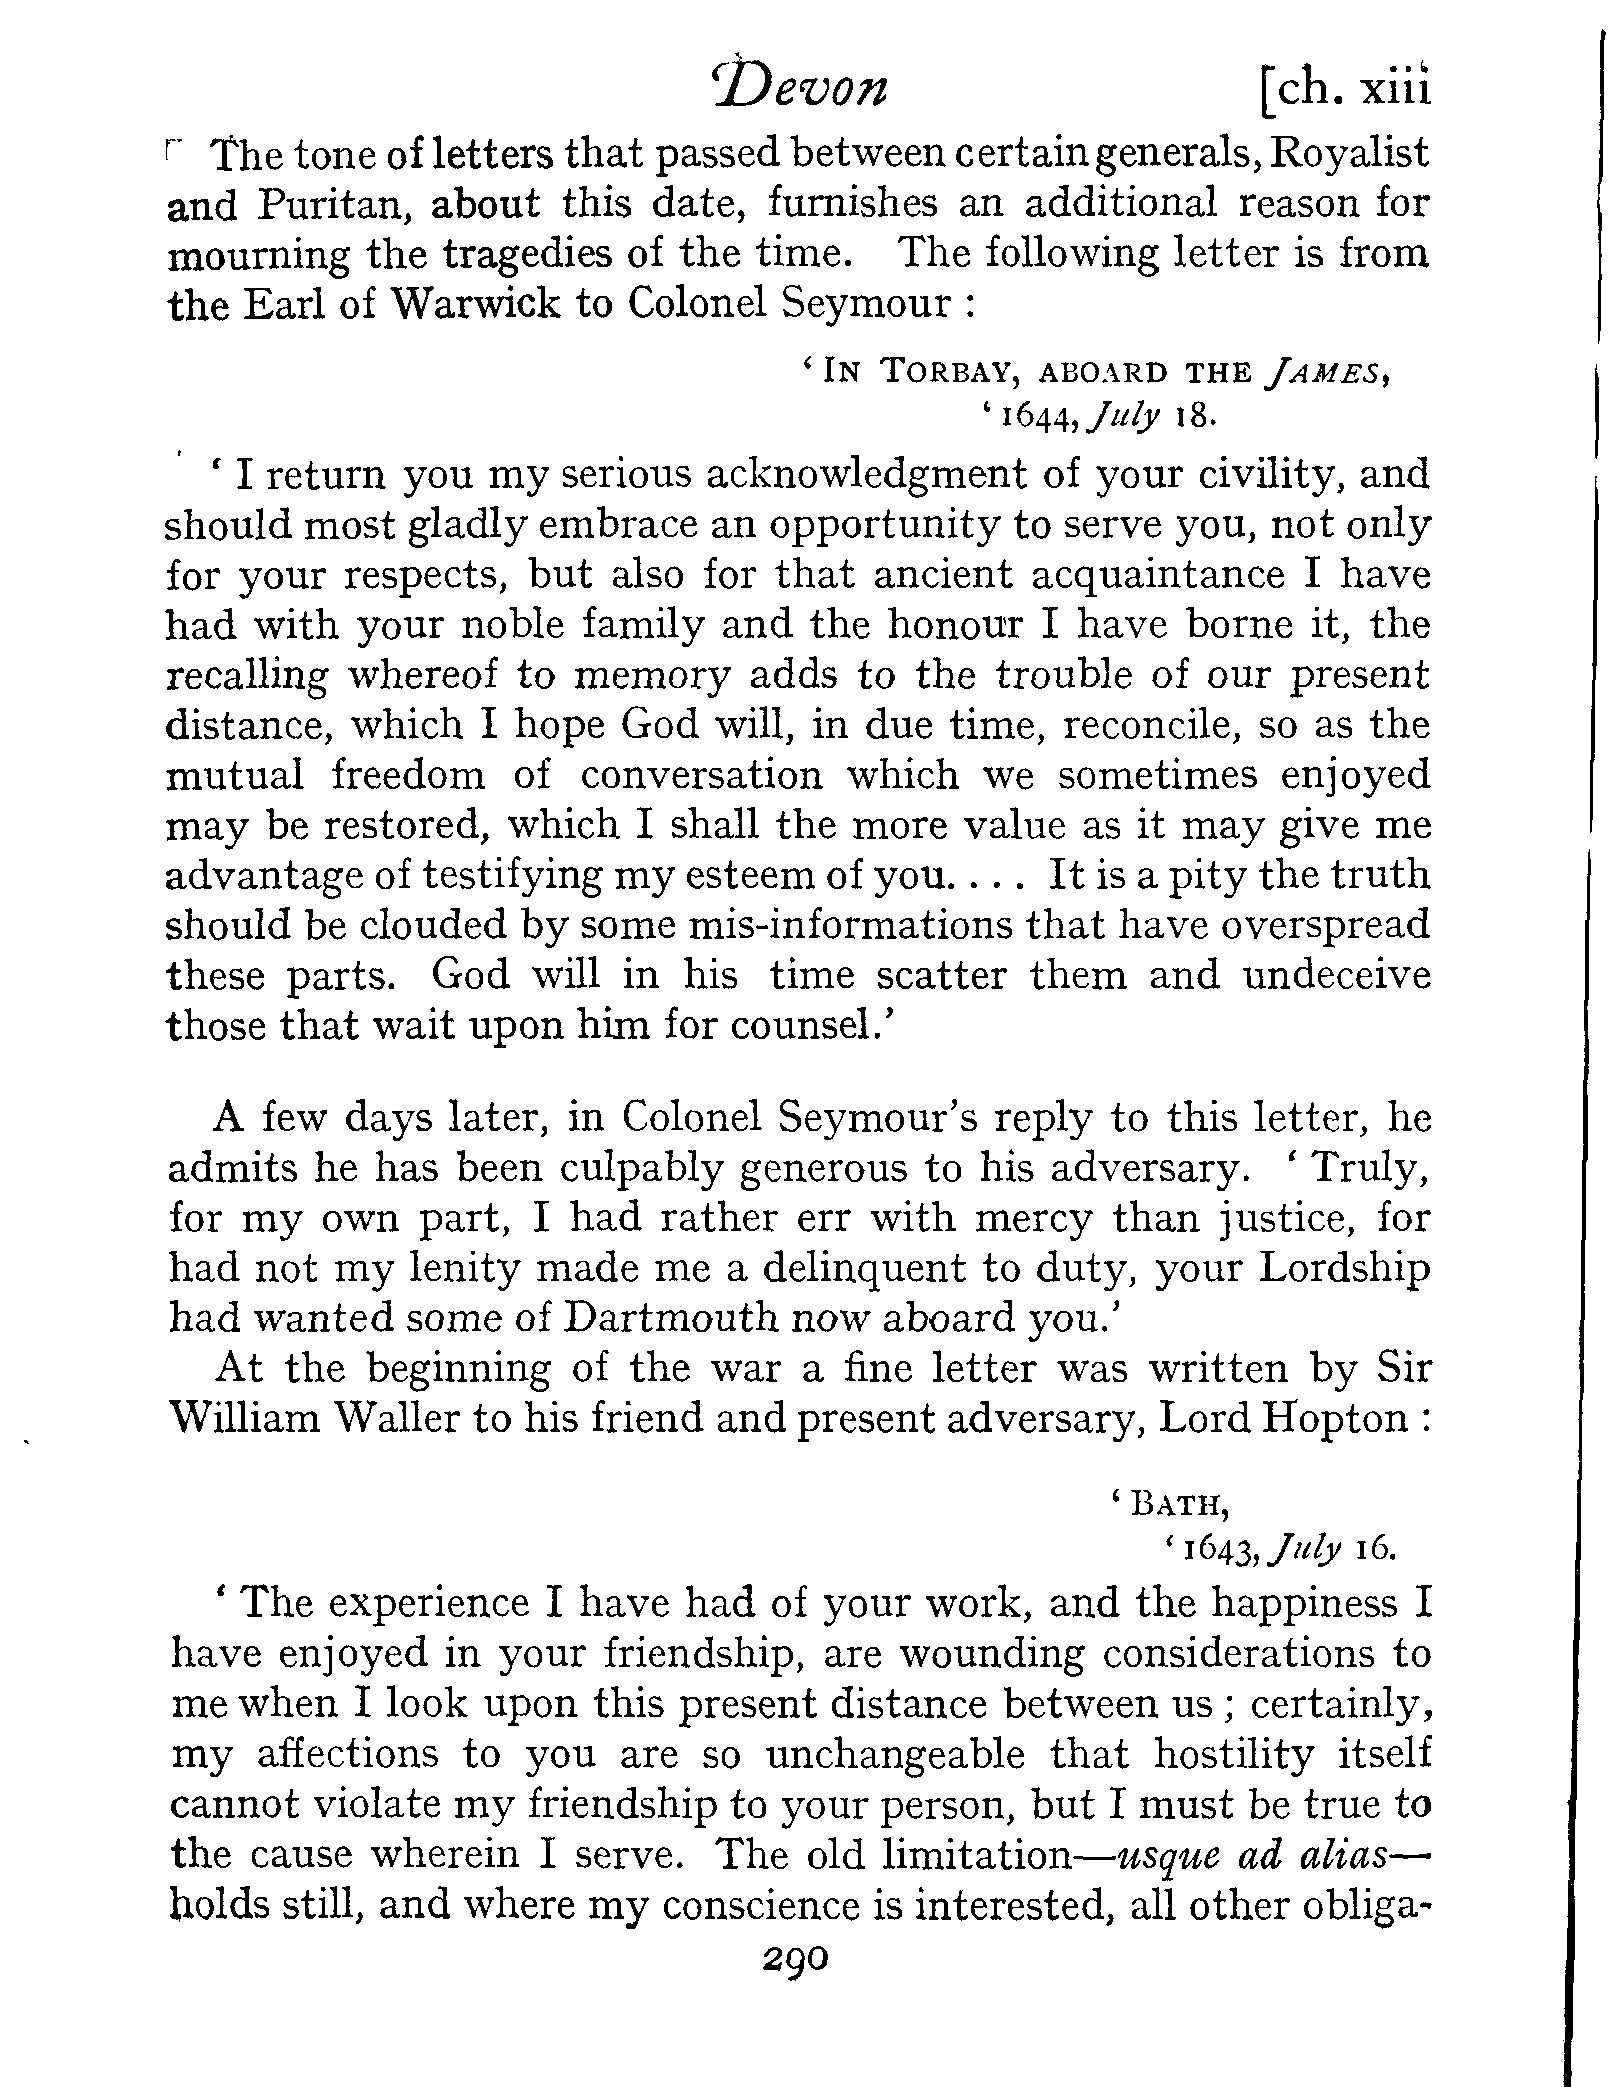 Devon [ch. xiii
The tone of letters that passed between certain generals, Royalist
and Puritan, about this date, furnishes an additional reason for
mourning the tragedies of the time. The following letter is from
the Earl of Warwick to Colonel Seymour :
‘ In Torbay, aboard the James,
‘ 1644, July 18.
‘ I return you my serious acknowledgment of your civility, and
should most gladly embrace an opportunity to serve you, not only
for your respects, but also for that ancient acquaintance I have
had with your noble family and the honour I have borne it, the
recalling whereof to memory adds to the trouble of our present
distance, which I hope God will, in due time, reconcile, so as the
mutual freedom of conversation which we sometimes enjoyed
may be restored, which I shall the more value as it may give me
advantage of testifying my esteem of you. . . . It is a pity the truth
should be clouded by some mis-informations that have overspread
these parts. God will in his time scatter them and undeceive
those that wait upon him for counsel.’
A few days later, in Colonel Seymour’s reply to this letter, he
admits he has been culpably generous to his adversary. ‘ Truly,
for my own part, I had rather err with mercy than justice, for
had not my lenity made me a delinquent to duty, your Lordship
had wanted some of Dartmouth now aboard you.’
At the beginning of the war a fine letter was written by Sir
William Waller to his friend and present adversary, Lord Hopton :
‘ Bath,
‘ 1643, July 16.
‘ The experience I have had of your work, and the happiness I
have enjoyed in your friendship, are wounding considerations to
me when I look upon this present distance between us ; certainly,
my affections to you are so unchangeable that hostility itself
cannot violate my friendship to your person, but I must be true to
the cause wherein I serve. The old limitation—usque ad alias—
holds still, and where my conscience is interested, all other obliga-
290